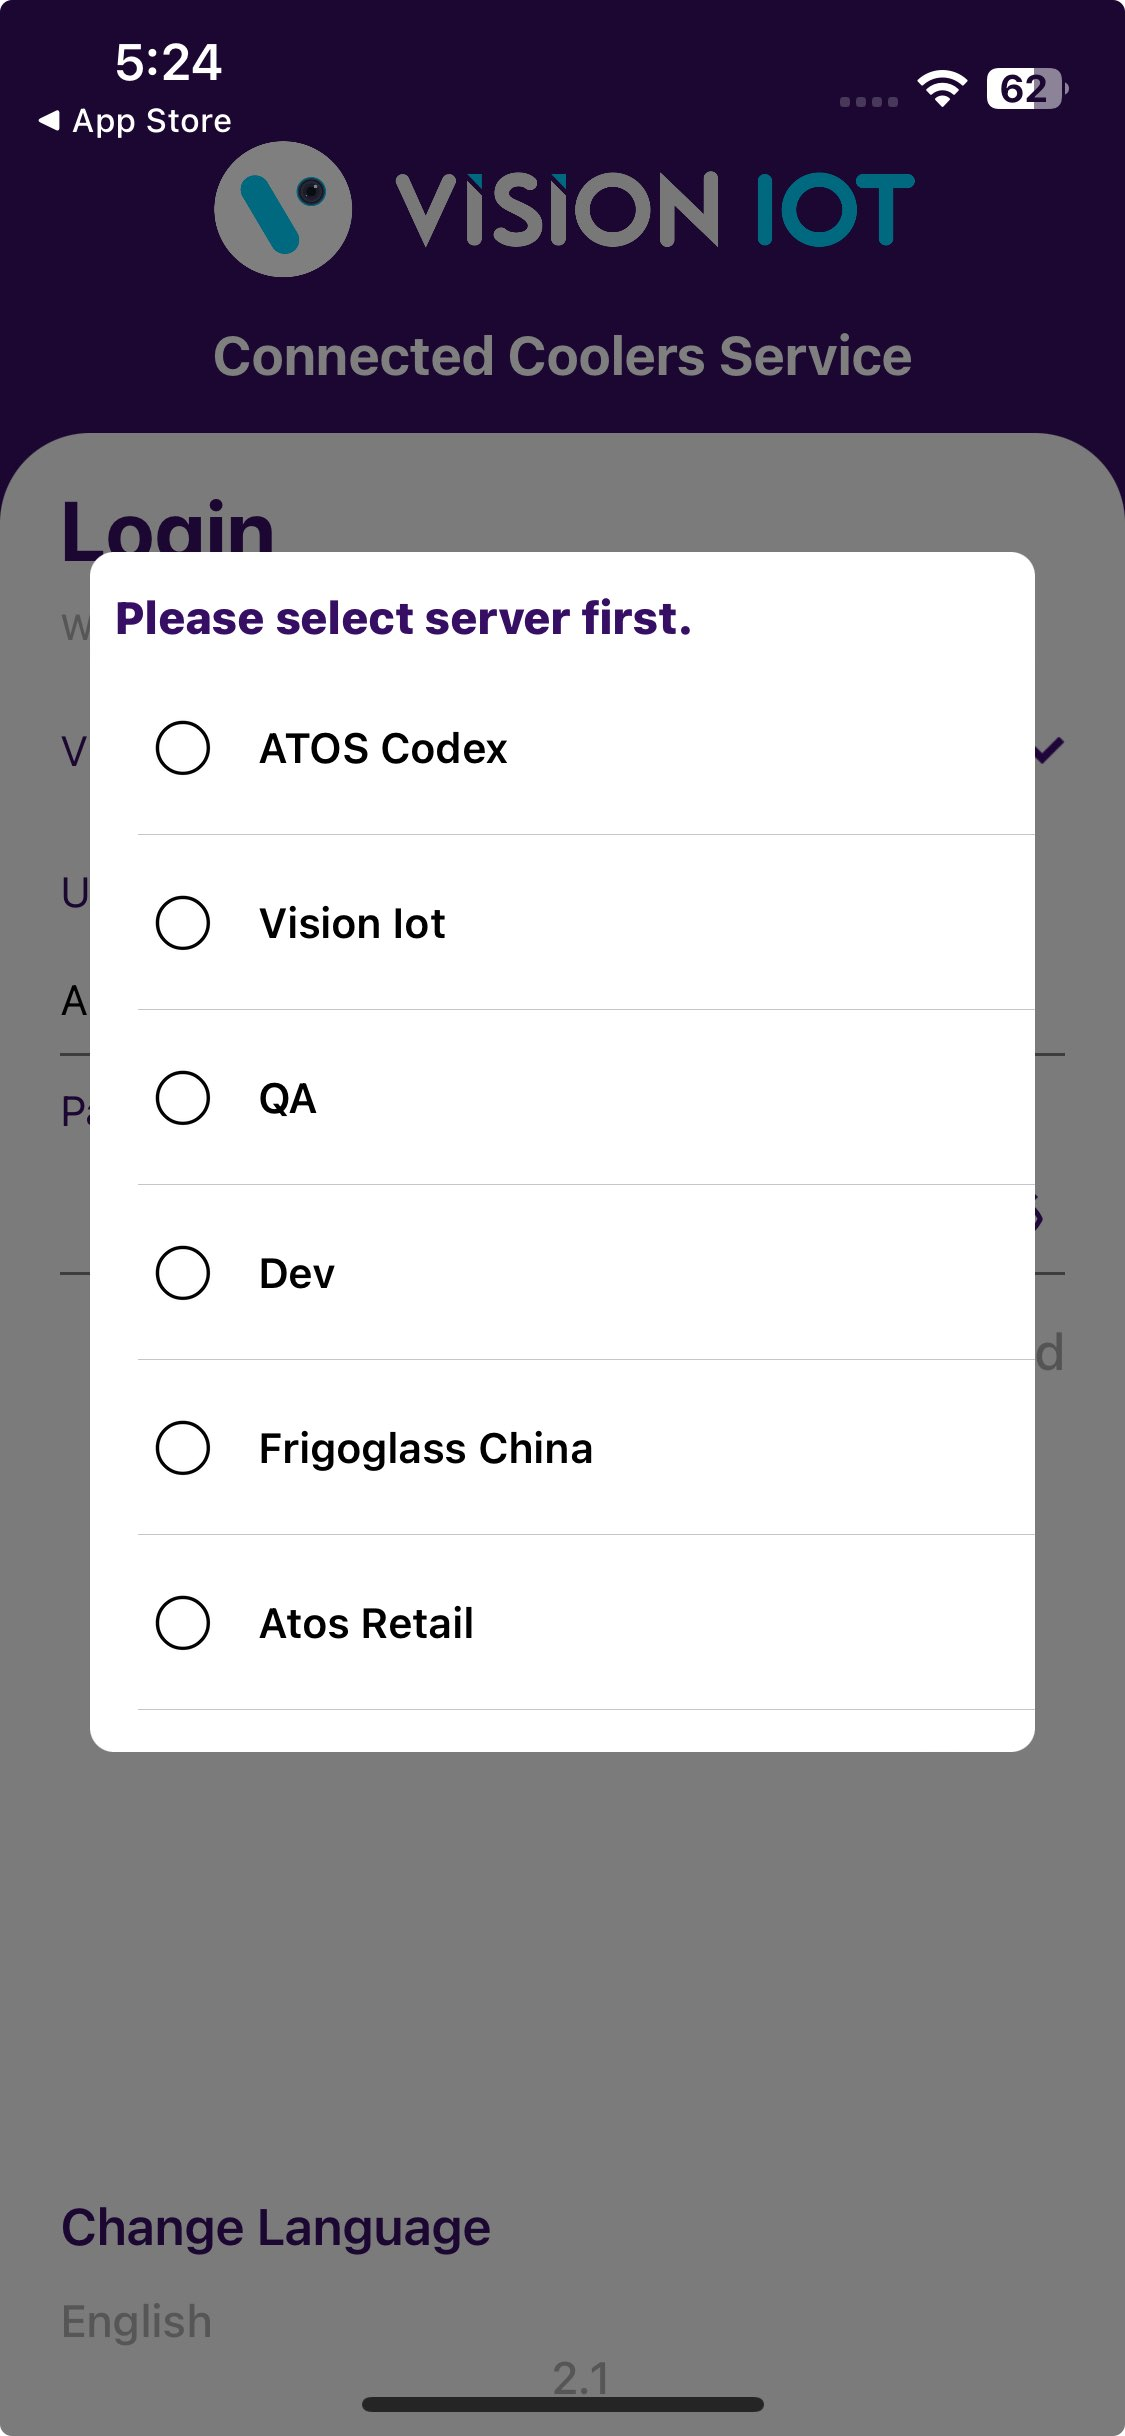 5:24
App Store
62
VISION IOT
Connected Coolers Service
Login
Please select server first.
ATOS Codex
Vision Iot
QA
Dev
Frigoglass China
Atos Retail
Change Language
English
2.1